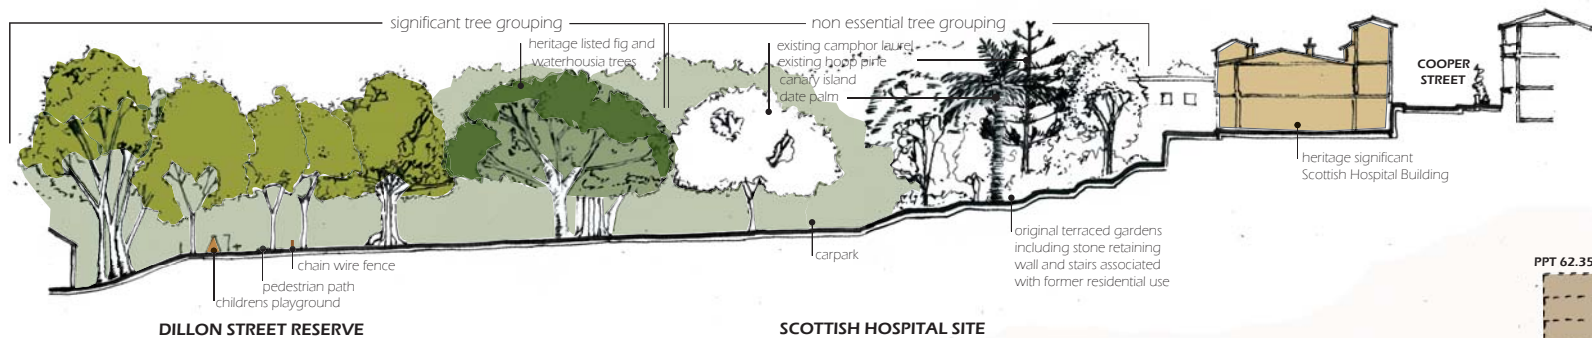 significant tree grouping
non essential tree grouping
heritage listed fig and
waterhousia trees
existing camphor laurel
existing hoop pine
canary island
date palm
COOPER
STREET
heritage significant
Scottish Hospital Building
chain wire fence
pedestrian path
childrens playground
carpark
original terraced gardens
including stone retaining
wall and stairs associated
with former residential use
PPT 62.35
DILLON STREET RESERVE
SCOTTISH HOSPITAL SITE